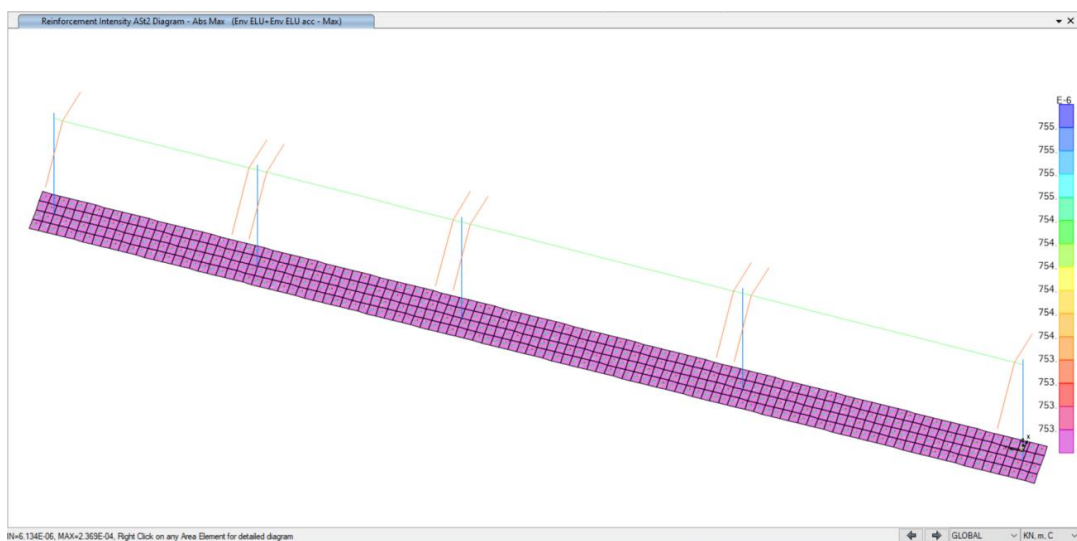 Reinforcement Intensity ASt2 Diagram - Abs Max (Env ELU+Env ELU acc - Max)
E-6
755.
755.
755.
755.
754.
754.
754.
754.
754.
754.
753.
753.
753.
753.
X
IN=6.134E-06, MAX=2.369E-04, Right Click on any Area Element for detailed diagram
GLOBAL
KN, m, C